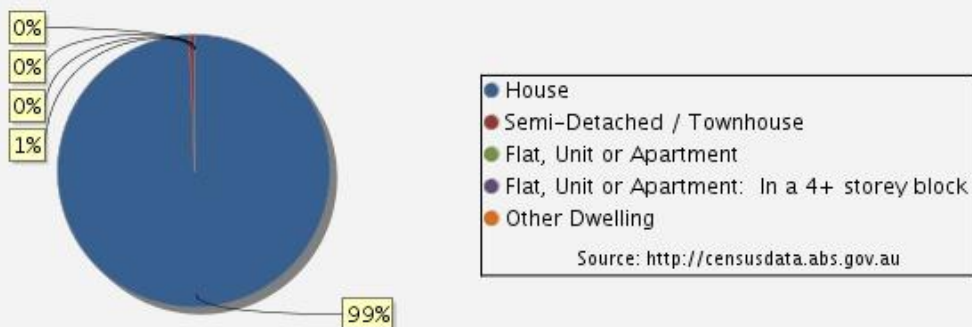 0%
0%
0%
1%
99%
House
Semi-Detached / Townhouse
Flat, Unit or Apartment
Flat, Unit or Apartment: In a 4+ storey block
Other Dwelling
Source: http://censusdata.abs.gov.au